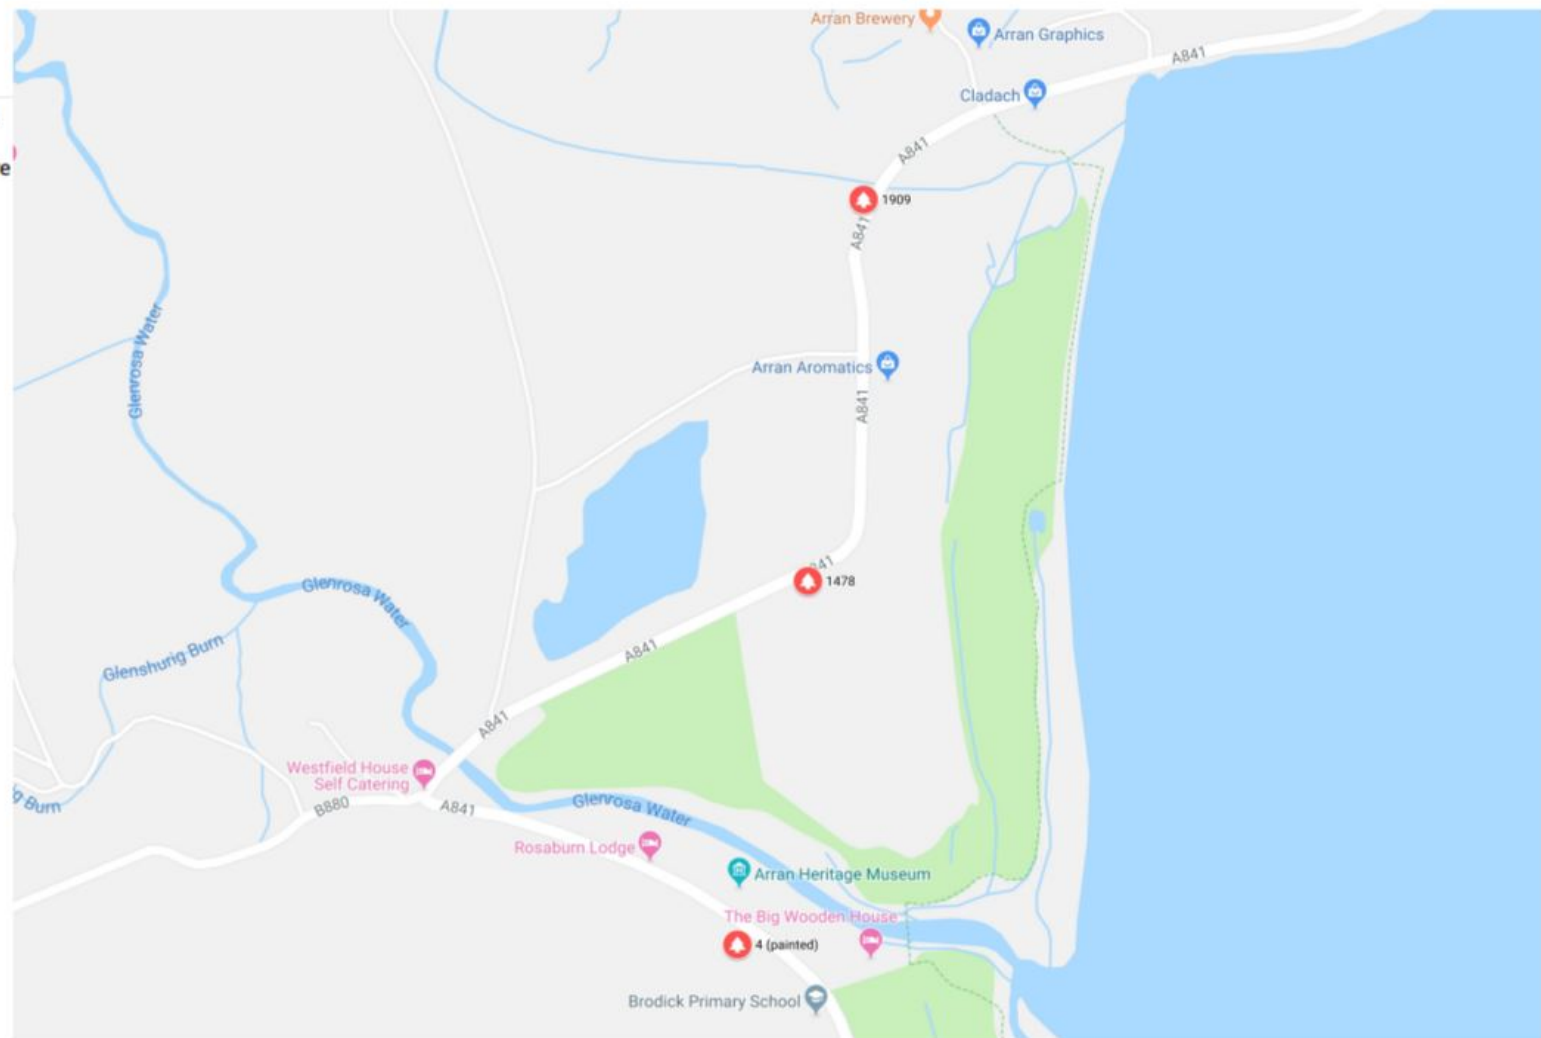 Arran Brewery
Arran Graphics
A841
Cladach
A841
e
1909
A841
Glenrosa Water
Arran Aromatics
A841
41
1478
Glenrosa Water
Glenshurig Burn
A841
A841
Westfield House
Self Catering
B880
A841
g Burn
Glenrosa Water
Rosaburn Lodge
Arran Heritage Museum
The Big Wooden House
4 (painted)
Brodick Primary School